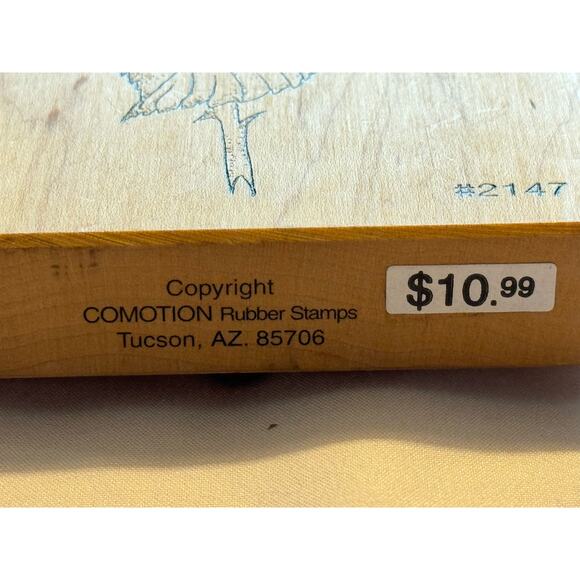 #2147
Copyright
COMOTION Rubber Stamps
Tucson, AZ. 85706
$10.99